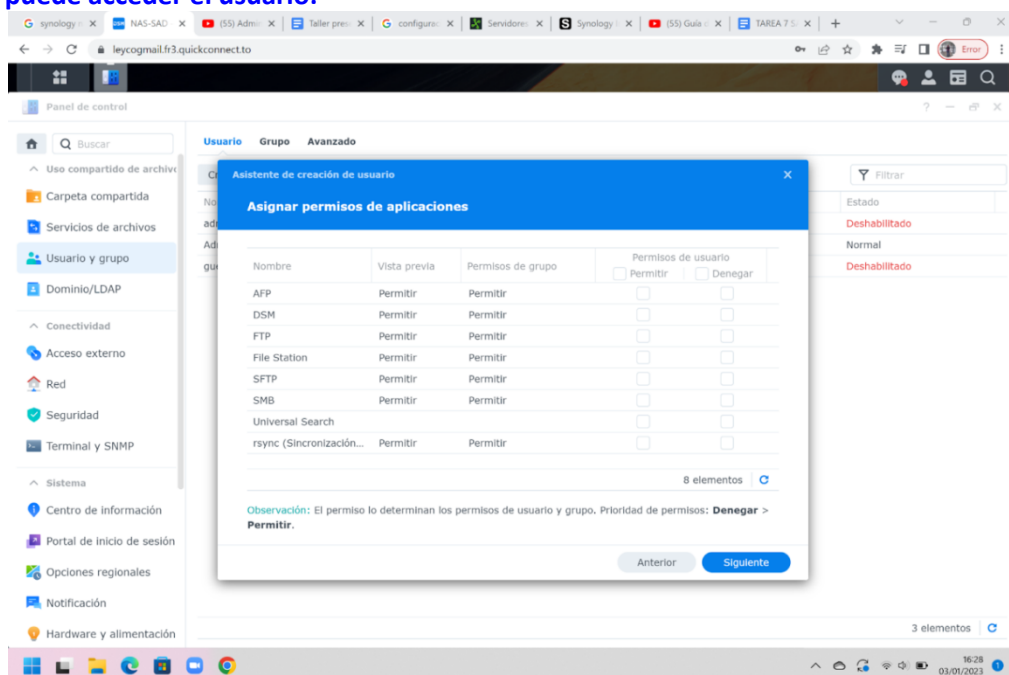 puede acceder el usuario.
synology n
NAS-SAD
(55) Admin
Taller pres
configurac
Servidores
Synology
(55) Guía d
TAREA 7 S
leycogmail.fr3.quickconnect.to
Error
Panel de control
Buscar
Usuario Grupo Avanzado
Uso compartido de archivo
Carpeta compartida
Servicios de archivos
Usuario y grupo
Dominio/LDAP
Conectividad
Acceso externo
Red
Seguridad
Terminal y SNMP
Sistema
Centro de información
Portal de inicio de sesión
Opciones regionales
Notificación
Hardware y alimentación
Filtrar
Estado
Deshabilitado
Normal
Deshabilitado
Asistente de creación de usuario
Asignar permisos de aplicaciones
Nombre Vista previa Permisos de grupo Permisos de usuario
Permitir Denegar
AFP Permitir Permitir
DSM Permitir Permitir
FTP Permitir Permitir
File Station Permitir Permitir
SFTP Permitir Permitir
SMB Permitir Permitir
Universal Search
rsync (Sincronización... Permitir Permitir
8 elementos
Observación: El permiso lo determinan los permisos de usuario y grupo. Prioridad de permisos: Denegar >
Permitir.
Anterior Siguiente
3 elementos
16:28
03/01/2023
1